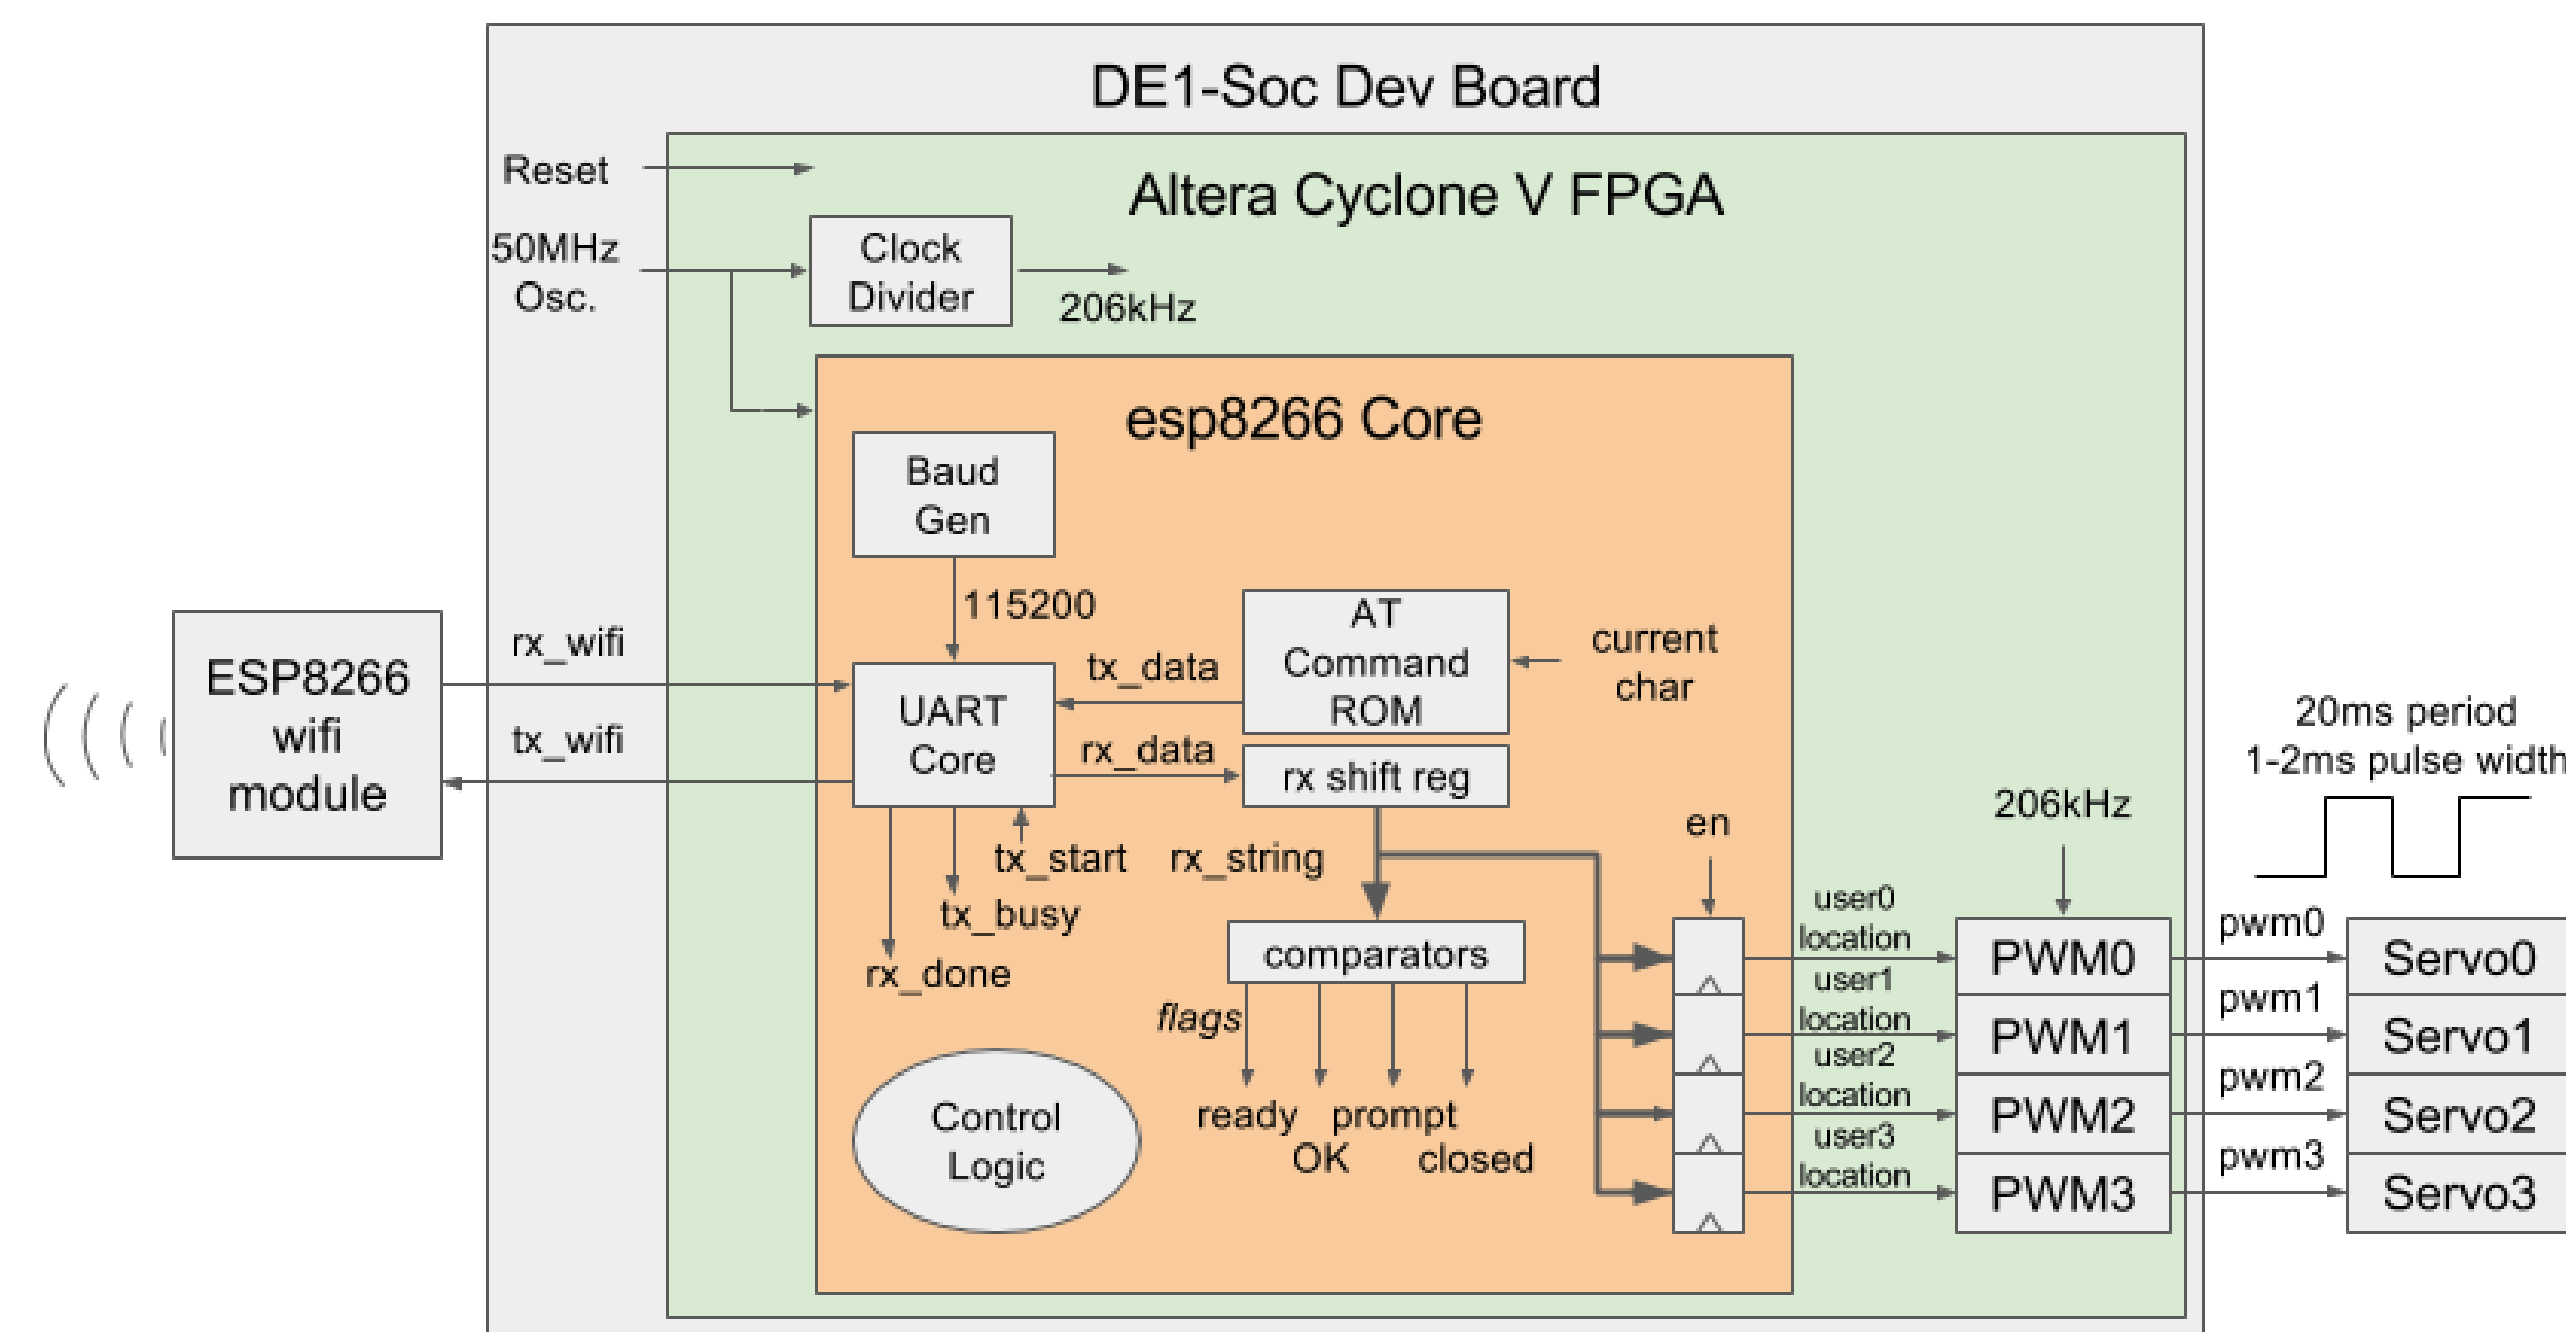 DE1-Soc Dev Board
Reset
Altera Cyclone V FPGA
50MHz
Osc.
Clock
Divider
206kHz
esp8266 Core
Baud
Gen
115200
AT
Command
ROM
current
char
rx_wifi
tx_wifi
ESP8266
wifi
module
UART
Core
tx_data
rx_data
rx shift reg
tx_start
tx_busy
rx_done
rx_string
comparators
flags
ready
OK
prompt
closed
Control
Logic
en
user0
location
user1
location
user2
location
user3
location
206kHz
PWM0
PWM1
PWM2
PWM3
20ms period
1-2ms pulse width
pwm0
pwm1
pwm2
pwm3
Servo0
Servo1
Servo2
Servo3